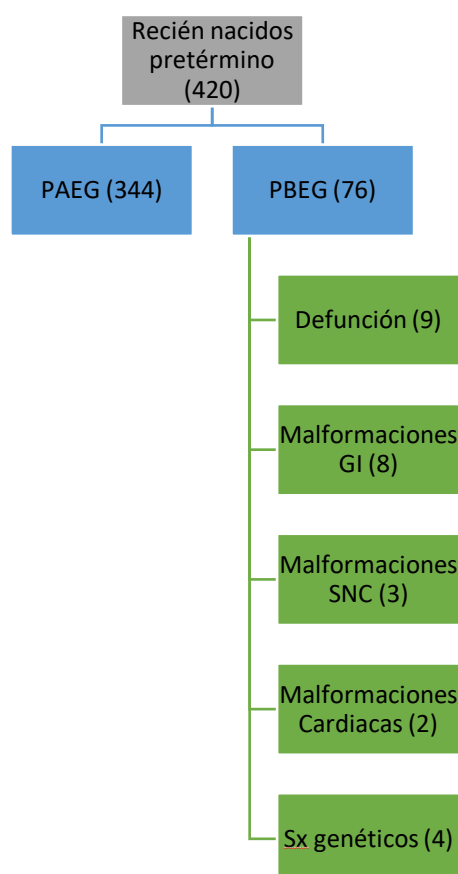 Recién nacidos
pretérmino
(420)
PAEG (344)
PBEG (76)
Defunción (9)
Malformaciones
GI (8)
Malformaciones
SNC (3)
Malformaciones
Cardiacas (2)
Sx genéticos (4)